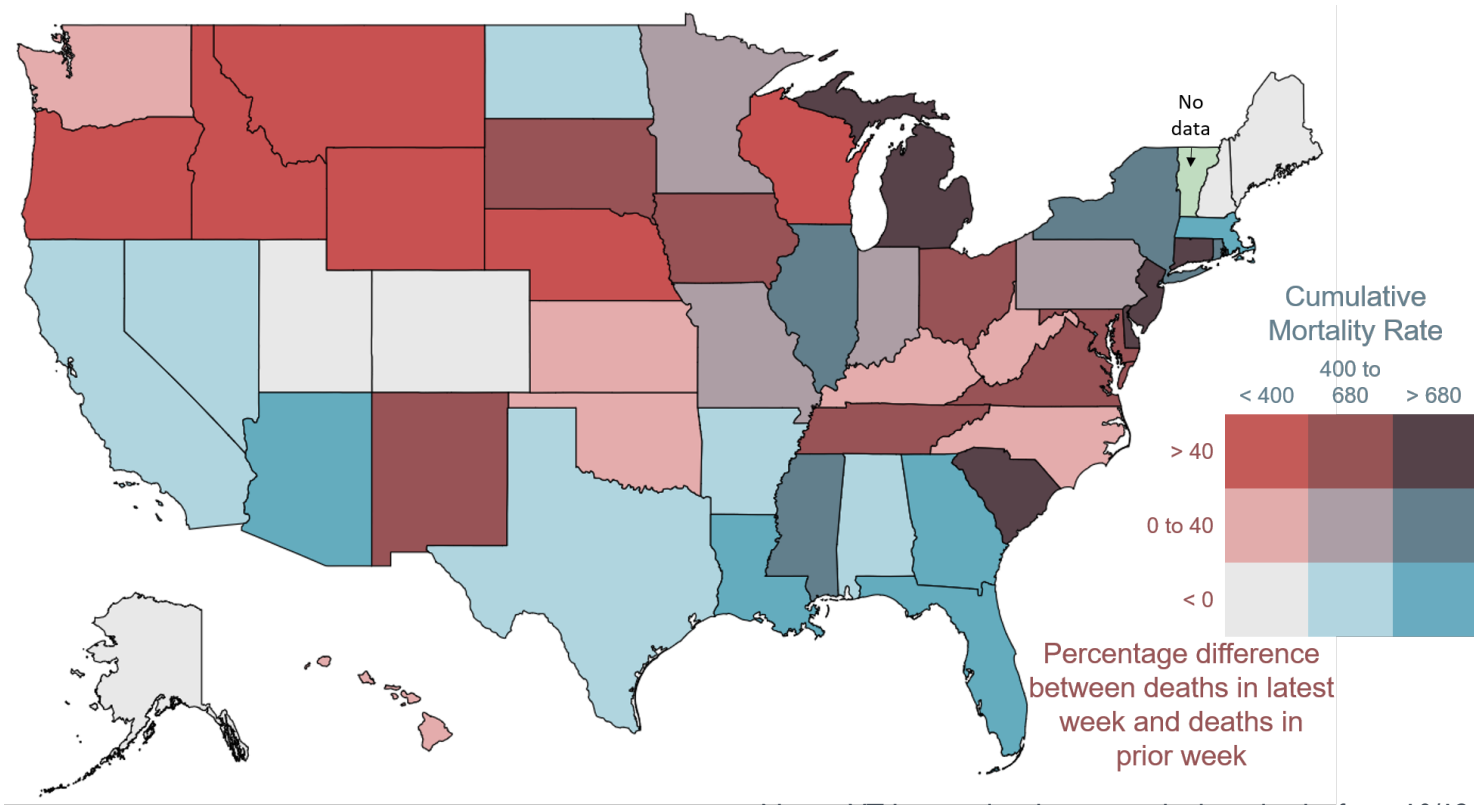 No
data
Cumulative
Mortality Rate
400 to
< 400 680 > 680
> 40
0 to 40
< 0
Percentage difference
between deaths in latest
week and deaths in
prior week